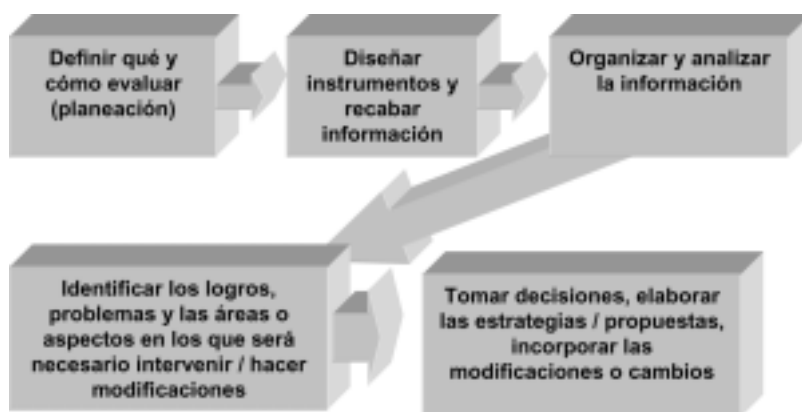 Definir qué y
cómo evaluar
(planeación)
Diseñar
instrumentos y
recabar
información
Organizar y analizar
la información
Identificar los logros,
problemas y las áreas o
aspectos en los que será
necesario intervenir / hacer
modificaciones
Tomar decisiones, elaborar
las estrategias / propuestas,
incorporar las
modificaciones o cambios